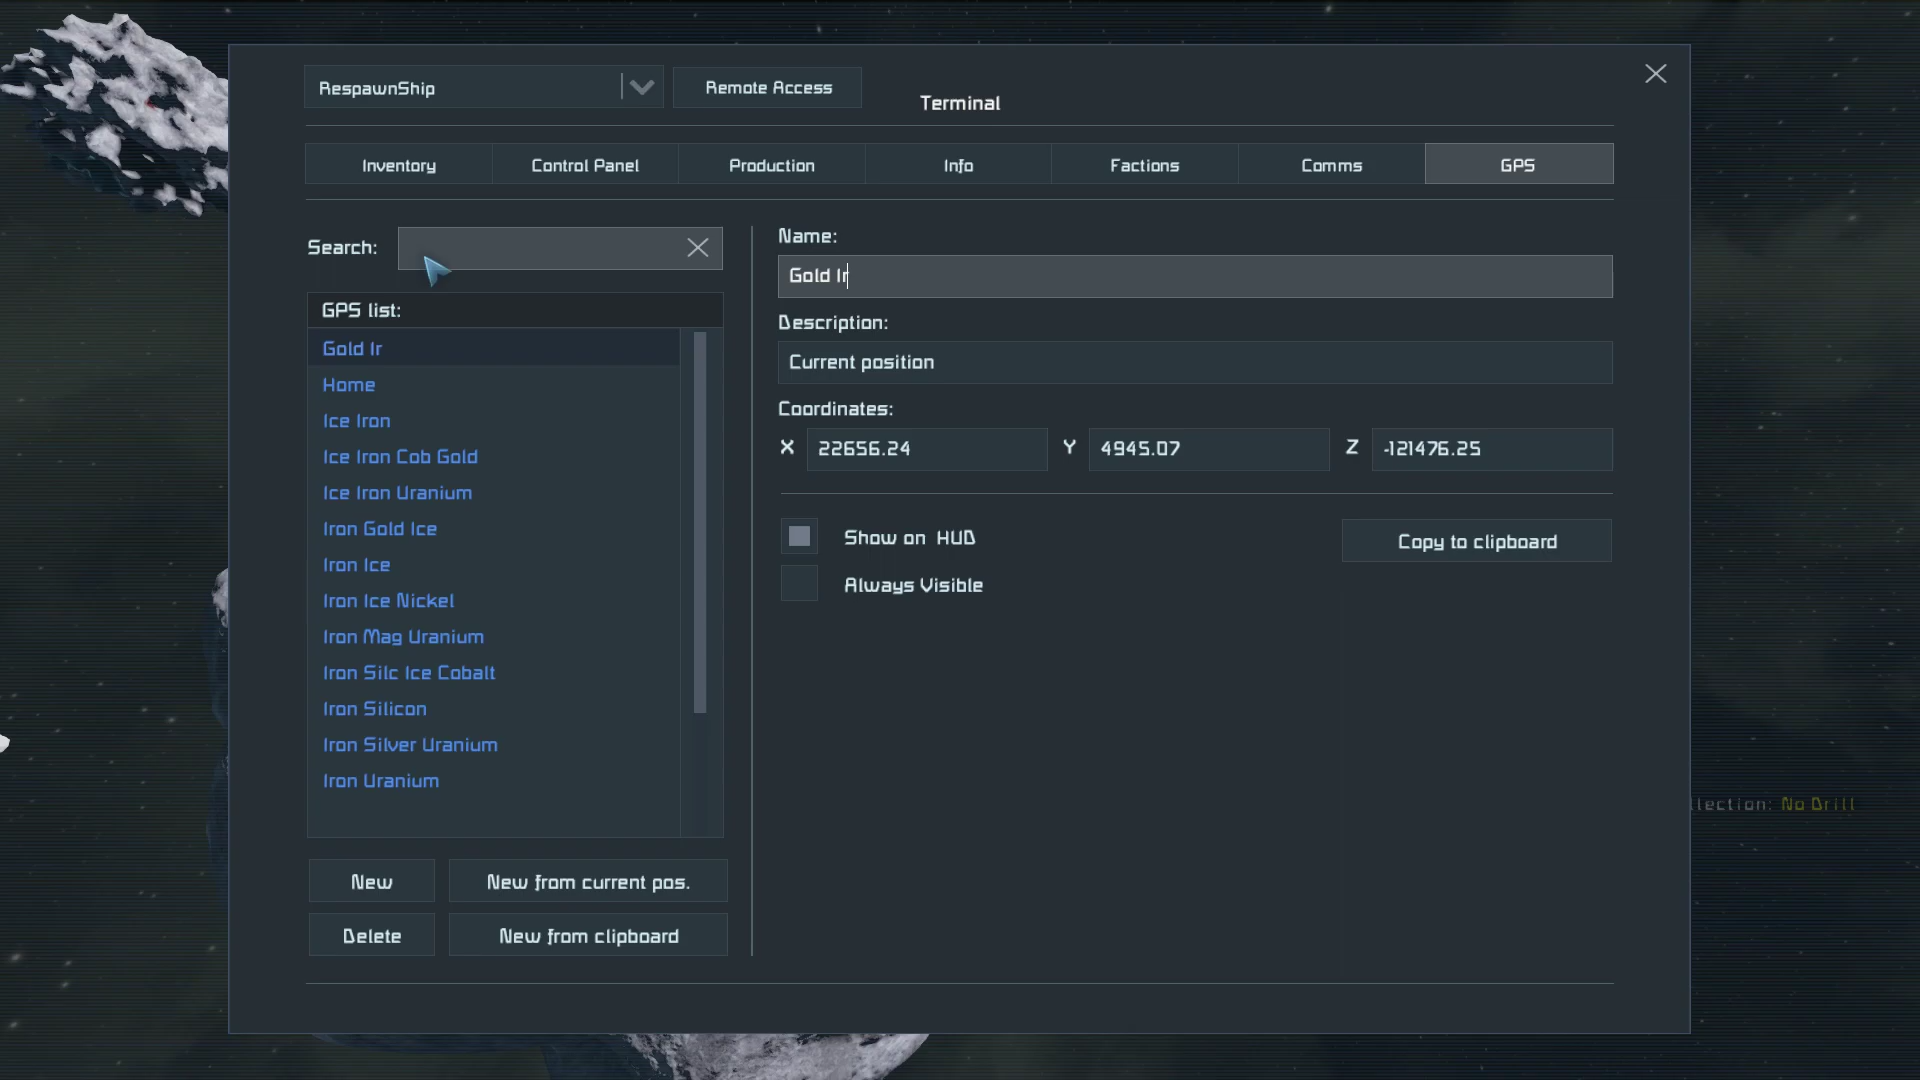 RespawnShip
Remote Access
Terminal
Inventory
Control Panel
Production
Info
Factions
Comms
GPS
Search:
GPS list:
Gold Ir
Home
Ice Iron
Ice Iron Cob Gold
Ice Iron Uranium
Iron Gold Ice
Iron Ice
Iron Ice Nickel
Iron Mag Uranium
Iron Silc Ice Cobalt
Iron Silicon
Iron Silver Uranium
Iron Uranium
New
New from current pos.
Delete
New from clipboard
Name:
Gold Ir
Description:
Current position
Coordinates:
X 22656.24 Y 4945.07 Z -121476.25
Show on HUD
Copy to clipboard
Always Visible
llection: No Drill